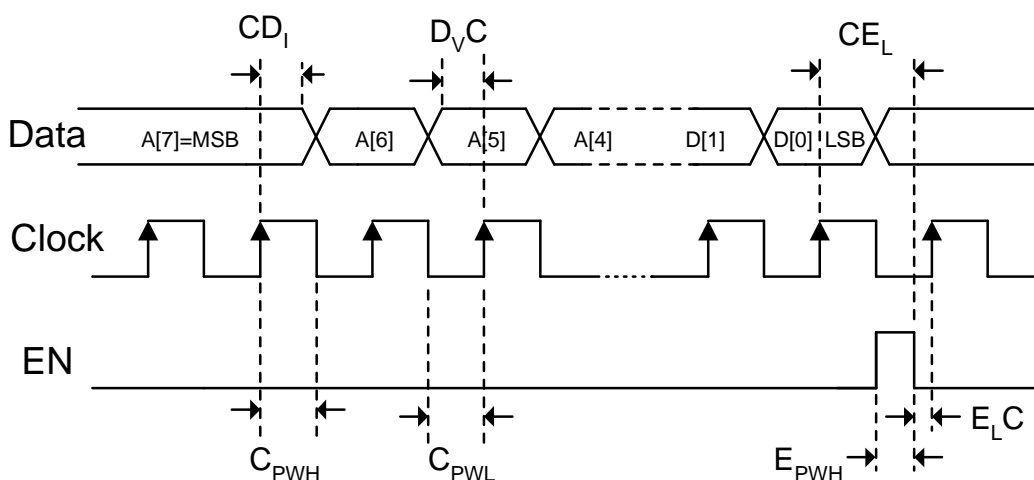 CD_I D_VC CE_L
Data A[7]=MSB A[6] A[5] A[4] D[1] D[0] LSB
Clock
EN
E_LC
C_PWH C_PWL E_PWH